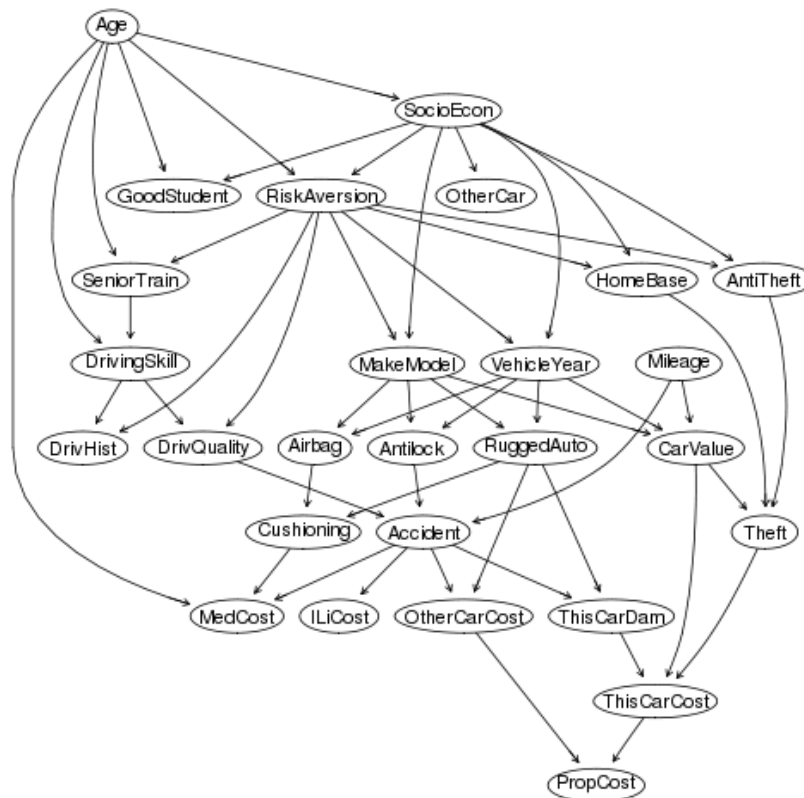 Age
SocioEcon
GoodStudent
RiskAversion
OtherCar
SeniorTrain
HomeBase
AntiTheft
DrivingSkill
MakeModel
VehicleYear
Mileage
DrivHist
DrivQuality
Airbag
Antilock
RuggedAuto
CarValue
Cushioning
Accident
Theft
MedCost
ILiCost
OtherCarCost
ThisCarDam
ThisCarCost
PropCost